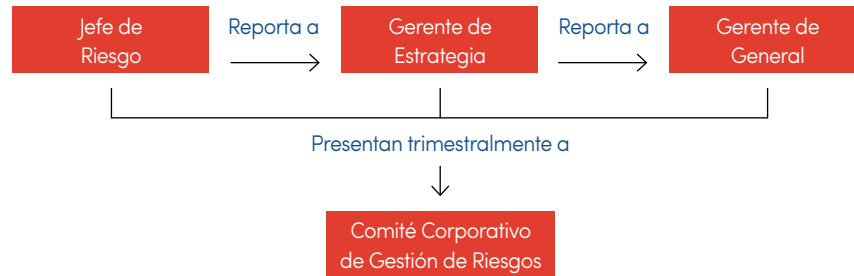 Jefe de
Riesgo
Reporta a
Gerente de
Estrategia
Reporta a
Gerente de
General
Presentan trimestralmente a
Comité Corporativo
de Gestión de Riesgos